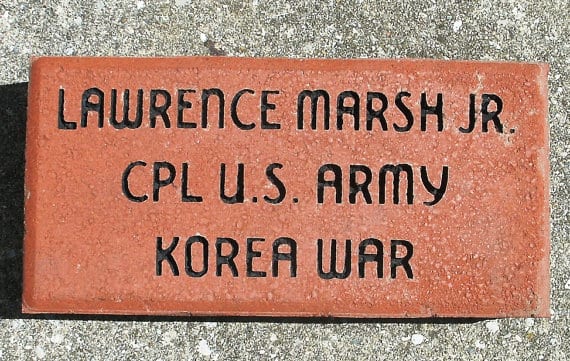 LAWRENCE MARSH JR.
CPL U.S. ARMY
KOREA WAR